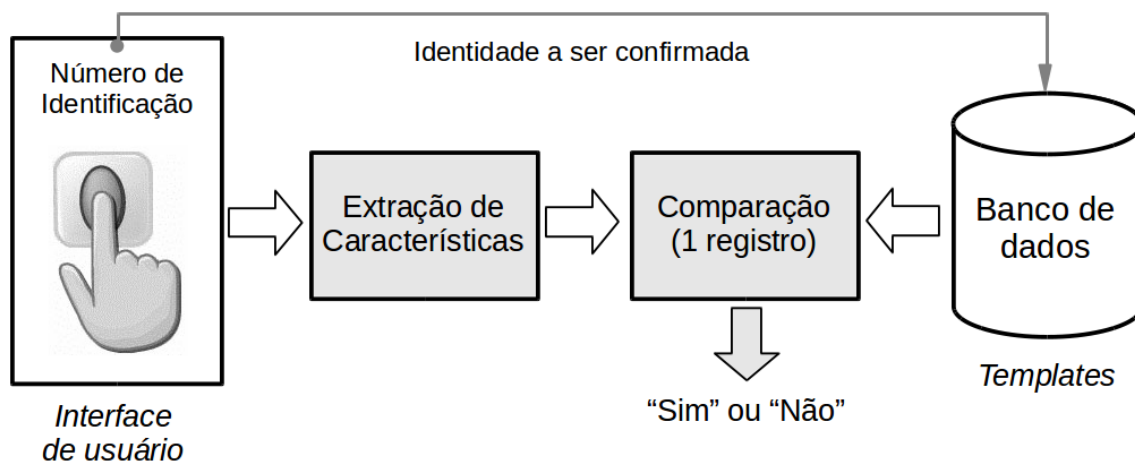 Identidade a ser confirmada
Número de
Identificação
Extração de
Características
Comparação
(1 registro)
Banco de
dados
“Sim” ou “Não”
Templates
Interface
de usuário